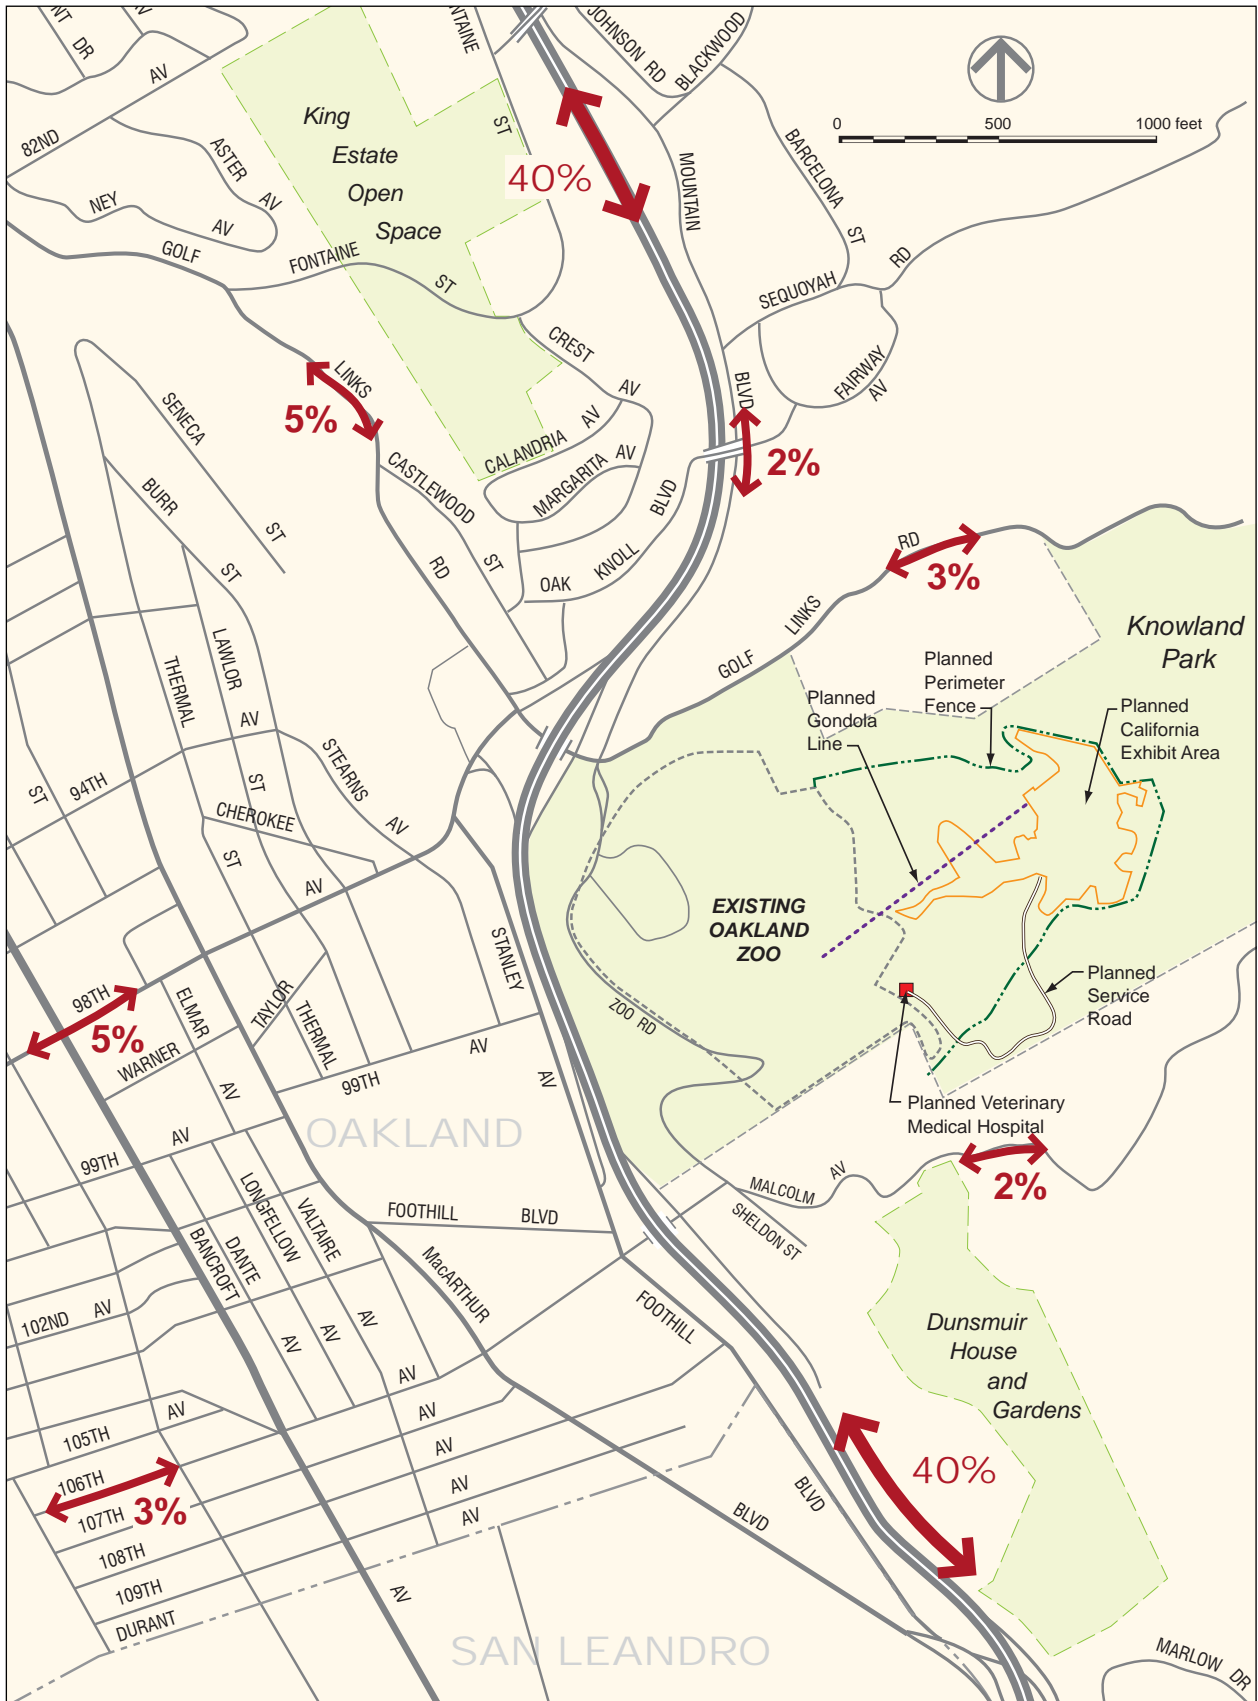 NT DR
AV
AV
82ND
NTAINE
ST
JOHNSON RD
BLACKWOOD
0 500 1000 feet
King
Estate
Open
Space
40%
ASTER
AV
NEY
AV
GOLF
FONTAINE
ST
MOUNTAIN
BARCELONA
ST
RD
SEQUOYAH
CREST
AV
FAIRWAY
AV
BLVD
LINKS
5%
SENECA
ST
CALANDRIA
AV
MARGARITA AV
CASTLEWOOD
ST
BURR
ST
2%
BLVD
KNOLL
OAK
RD
RD
3%
LINKS
GOLF
Knowland
Park
Planned
Perimeter
Fence
Planned
Gondola
Line
Planned
California
Exhibit Area
THERMAL
LAWLOR
AV
STEARNS
AV
ST
94TH
ST
CHEROKEE
ST
AV
EXISTING
OAKLAND
ZOO
STANLEY
AV
98TH
5%
ELMAR
TAYLOR
THERMAL
WARNER
AV
ZOO RD
Planned
Service
Road
AV
99TH
OAKLAND
Planned Veterinary
Medical Hospital
AV
99TH
2%
AV
MALCOLM
SHELDON ST
LONGFELLOW
VALTAIRE
DANTE
BANCROFT
FOOTHILL BLVD
MacARTHUR
102ND AV
AV
AV
AV
FOOTHILL
Dunsmuir
House
and
Gardens
AV
AV
105TH
AV
AV
106TH
3%
107TH
AV
AV
108TH
109TH
DURANT
40%
BLVD
BLVD
AV
SAN LEANDRO
MARLOW DR